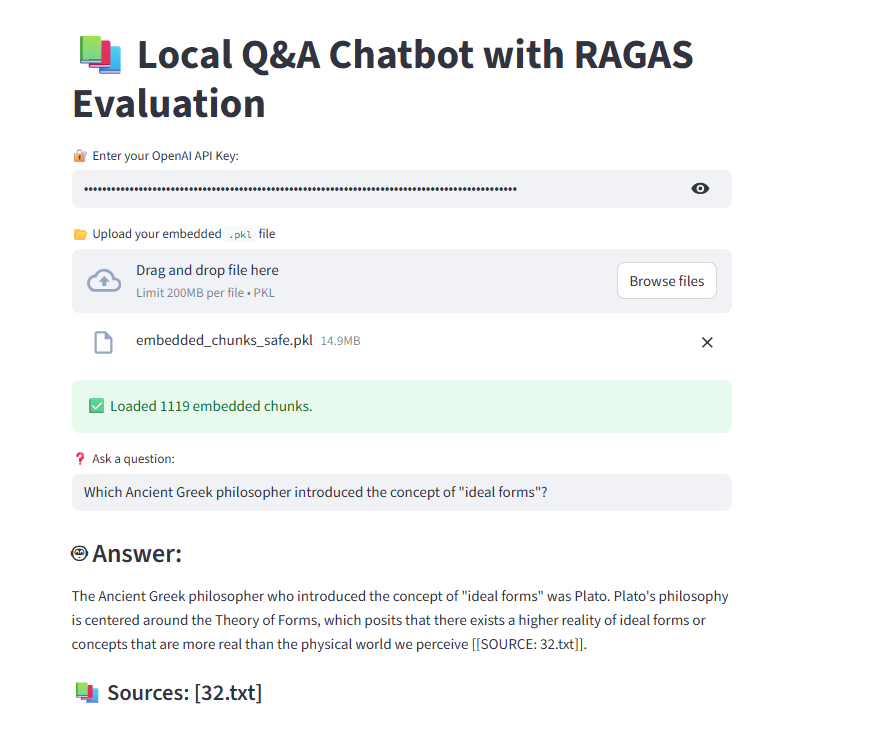 📚 Local Q&A Chatbot with RAGAS
Evaluation
🔐 Enter your OpenAI API Key:
📂 Upload your embedded .pkl file
Drag and drop file here
Limit 200MB per file • PKL
Browse files
embedded_chunks_safe.pkl 14.9MB
✅ Loaded 1119 embedded chunks.
❓ Ask a question:
Which Ancient Greek philosopher introduced the concept of "ideal forms"?
Answer:
The Ancient Greek philosopher who introduced the concept of "ideal forms" was Plato. Plato's philosophy
is centered around the Theory of Forms, which posits that there exists a higher reality of ideal forms or
concepts that are more real than the physical world we perceive [[SOURCE: 32.txt]].
📚 Sources: [32.txt]